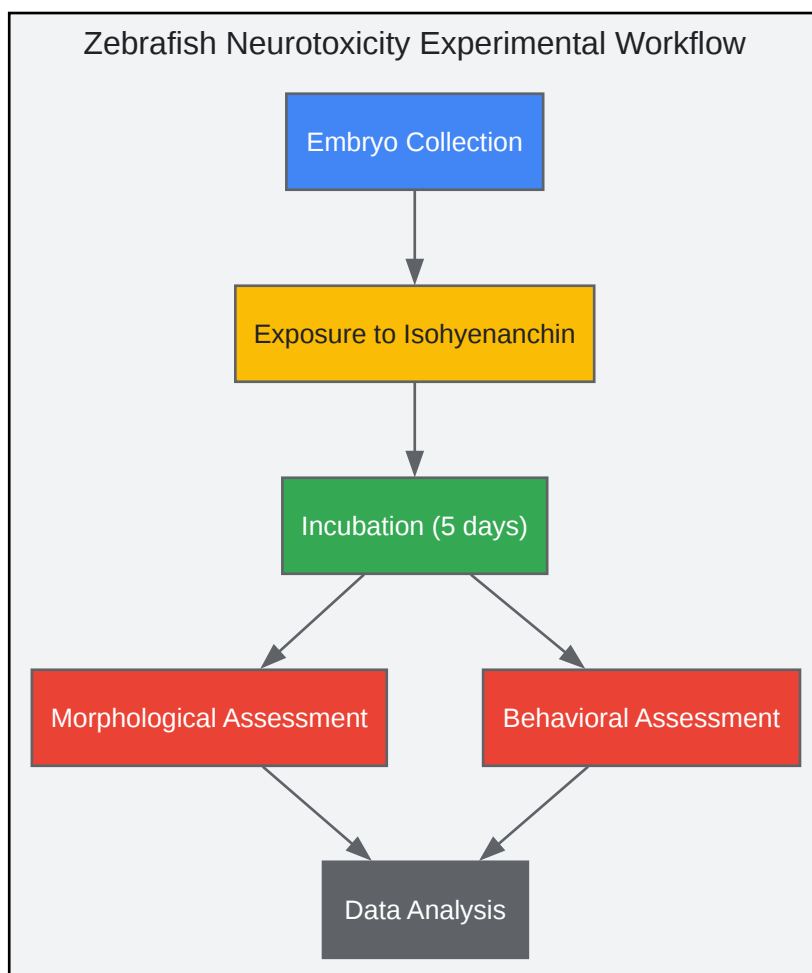 Zebrafish Neurotoxicity Experimental Workflow
Embryo Collection
Exposure to Isohyenanchin
Incubation (5 days)
Morphological Assessment
Behavioral Assessment
Data Analysis